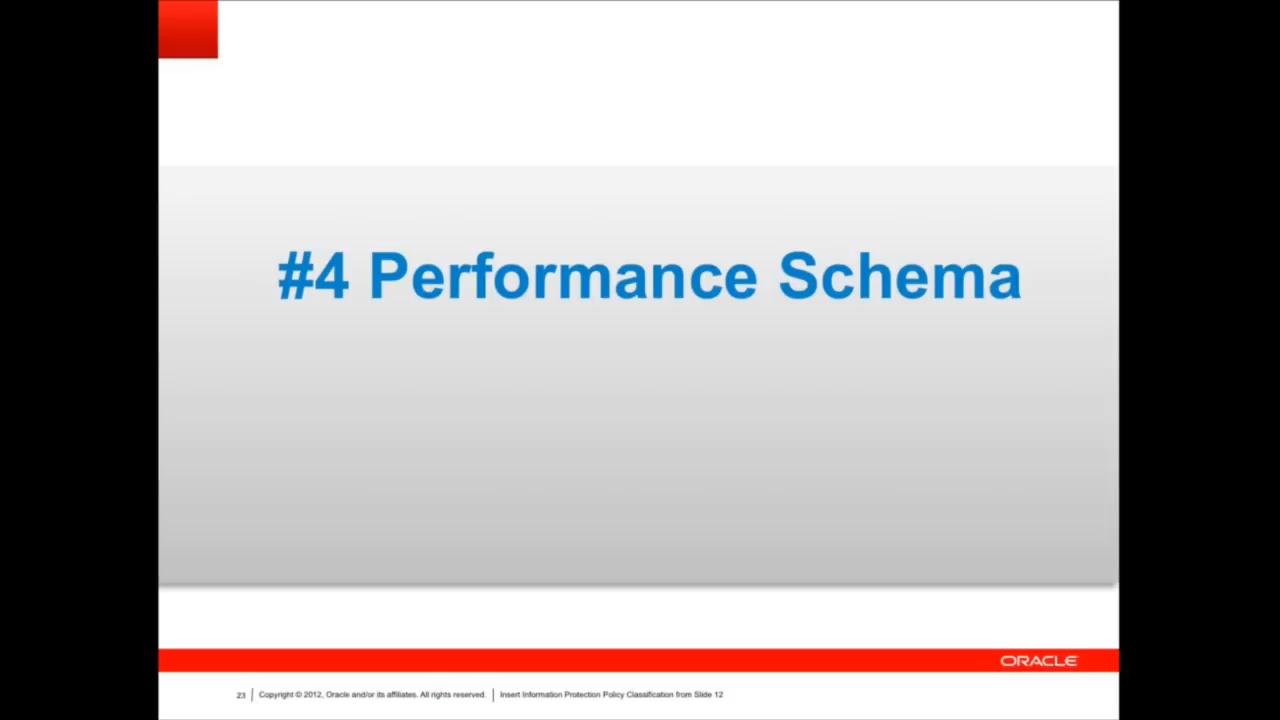 #4 Performance Schema
ORACLE
23 Copyright © 2012, Oracle and/or its affiliates. All rights reserved. Insert Information Protection Policy Classification from Slide 12